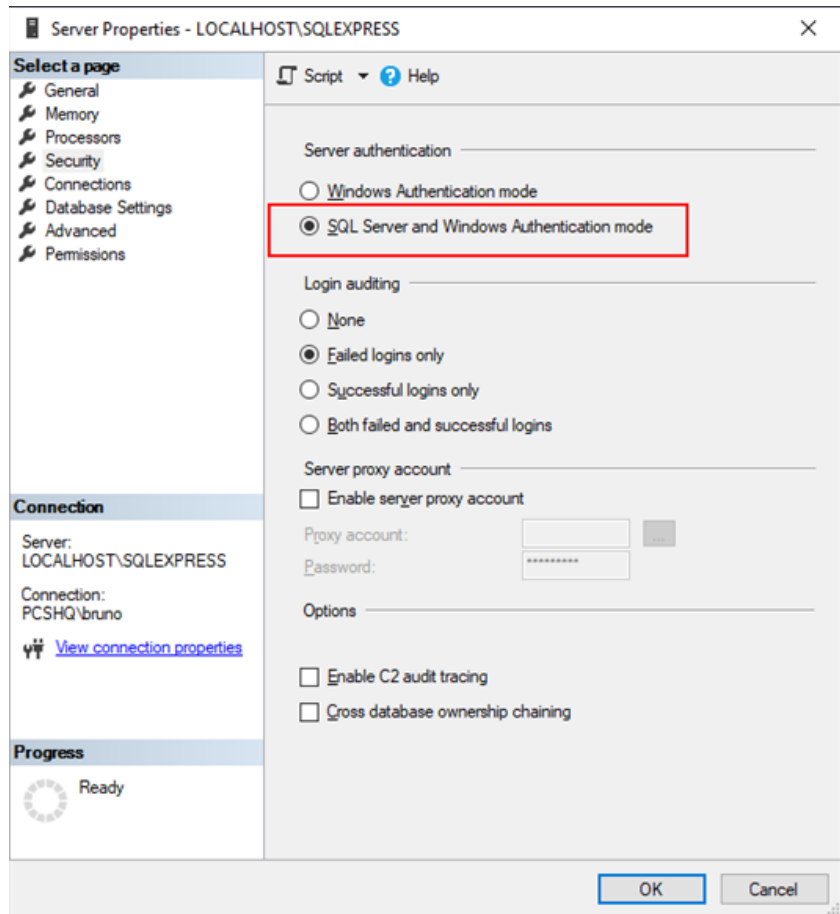 Server Properties - LOCALHOST\SQLEXPRESS
Select a page
General
Memory
Processors
Security
Connections
Database Settings
Advanced
Permissions
Script
Help
Server authentication
Windows Authentication mode
SQL Server and Windows Authentication mode
Login auditing
None
Failed logins only
Successful logins only
Both failed and successful logins
Server proxy account
Enable server proxy account
Proxy account:
...
Password:
*********
Options
Enable C2 audit tracing
Cross database ownership chaining
Connection
Server:
LOCALHOST\SQLEXPRESS
Connection:
PCSHQ\bruno
View connection properties
Progress
Ready
OK
Cancel